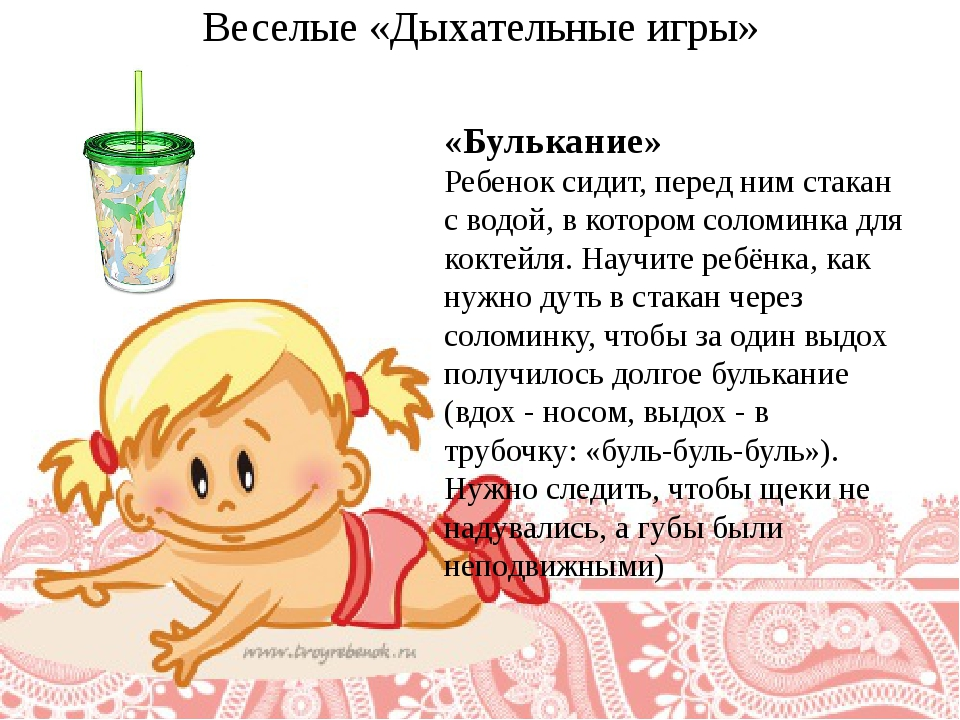 Веселые «Дыхательные игры»
«Булькание»
Ребенок сидит, перед ним стакан
с водой, в котором соломинка для
коктейля. Научите ребёнка, как
нужно дуть в стакан через
соломинку, чтобы за один выдох
получилось долгое булькание
(вдох - носом, выдох - в
трубочку: «буль-буль-буль»).
Нужно следить, чтобы щеки не
надувались, а губы были
неподвижными)
www.tvoyrebenok.ru